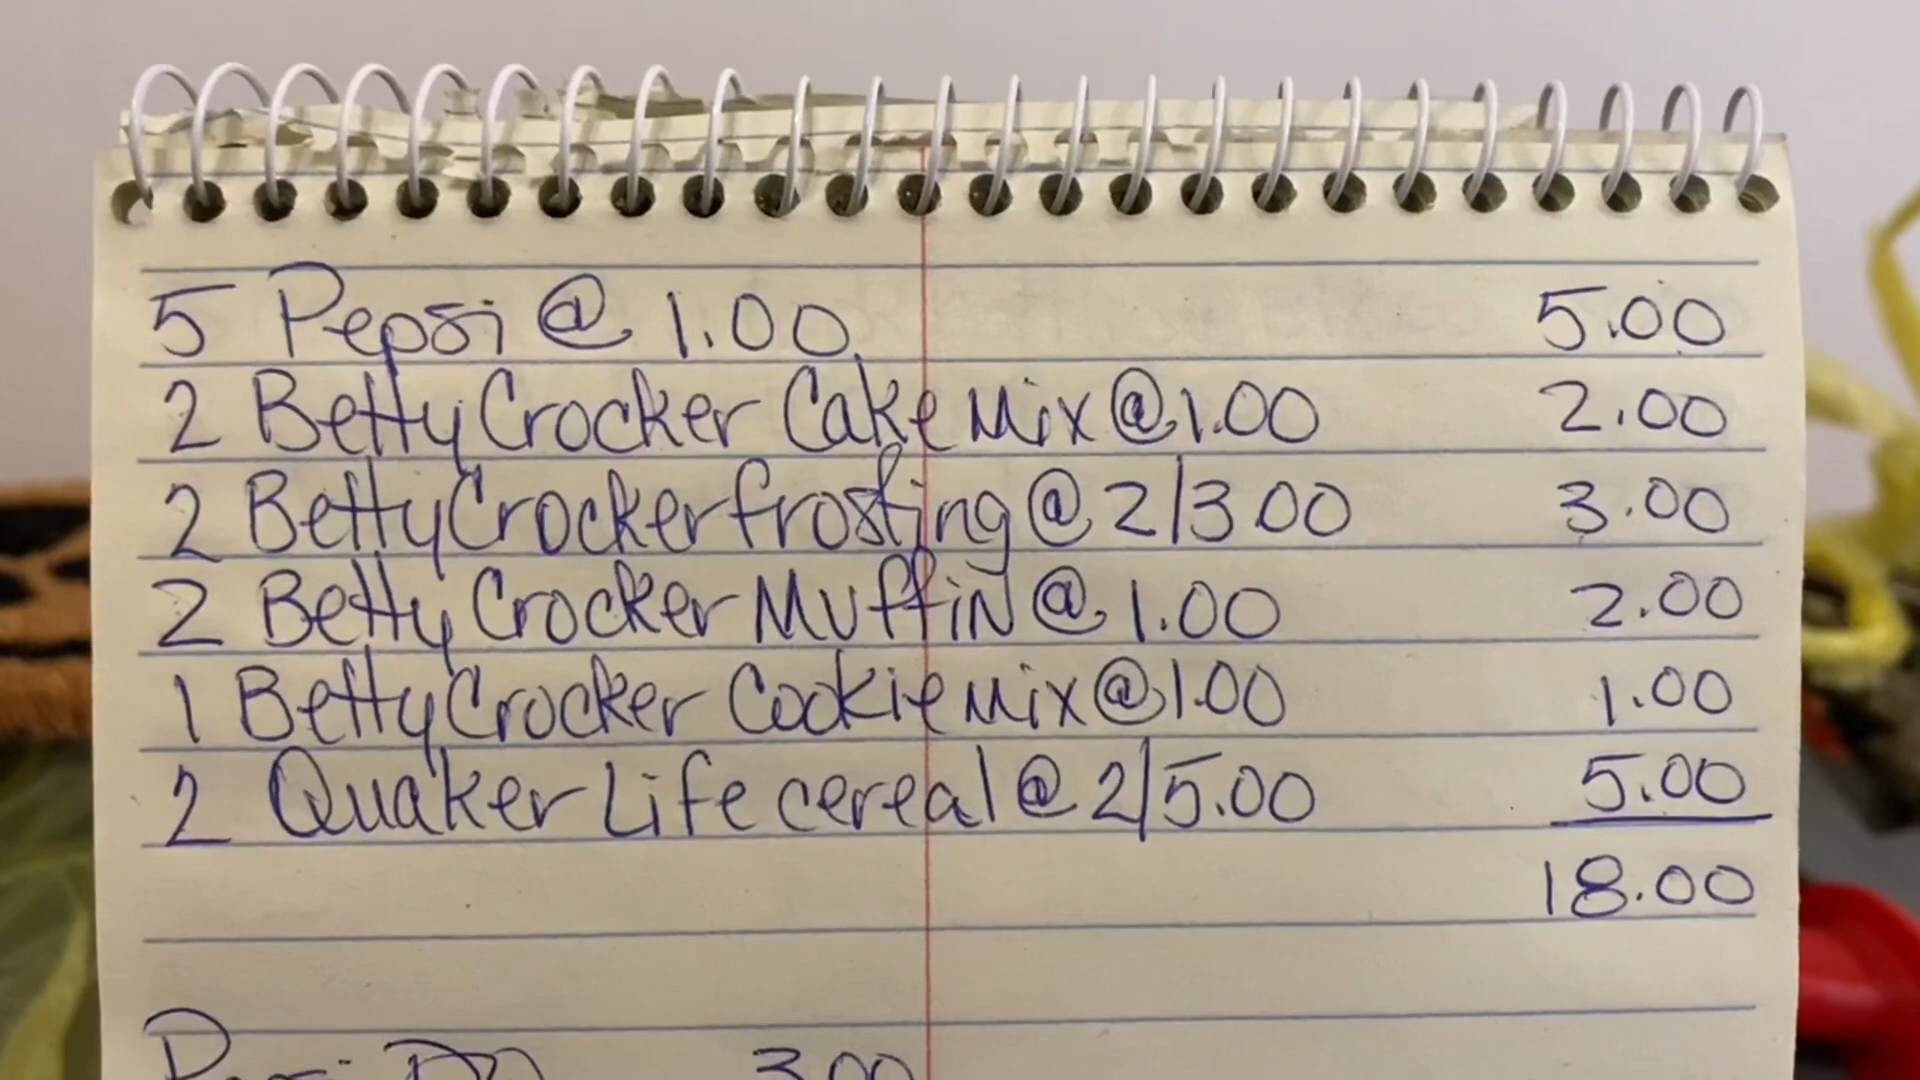 5 Pepsi @ 1.00 5.00
2 Betty Crocker Cake Mix @ 1.00 2.00
2 Betty Crocker frosting @ 2/3.00 3.00
2 Betty Crocker Muffin @ 1.00 2.00
1 Betty Crocker Cookie Mix @ 1.00 1.00
2 Quaker Life cereal @ 2/5.00 5.00
18.00
3.00